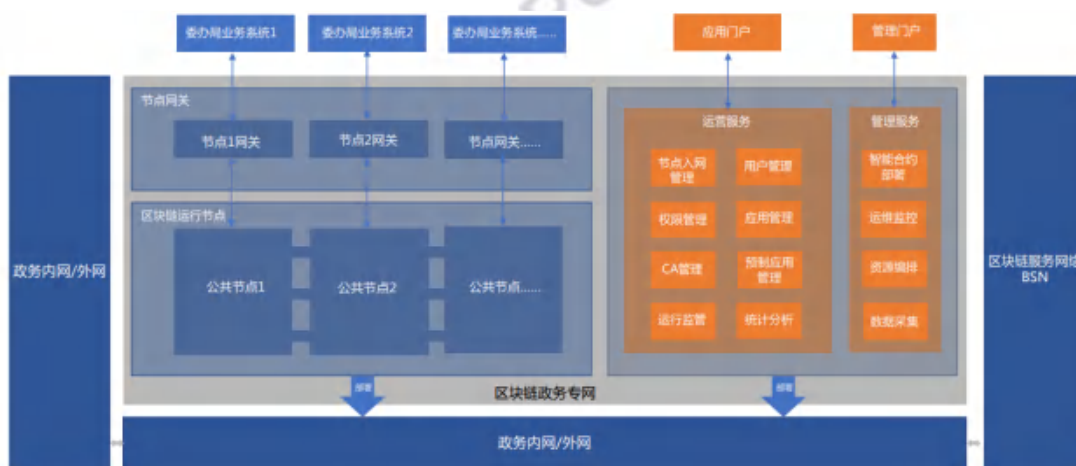 委办局业务系统1
委办局业务系统2
委办局业务系统......
应用门户
管理门户
节点网关
节点1网关
节点2网关
节点网关......
区块链运行节点
公共节点1
公共节点2
公共节点......
运营服务
节点入网
管理
用户管理
权限管理
应用管理
CA管理
预制应用
管理
运行监管
统计分析
管理服务
智能合约
部署
运维监控
资源编排
数据采集
政务内网/外网
区块链服务网络
BSN
部署
部署
区块链政务专网
政务内网/外网